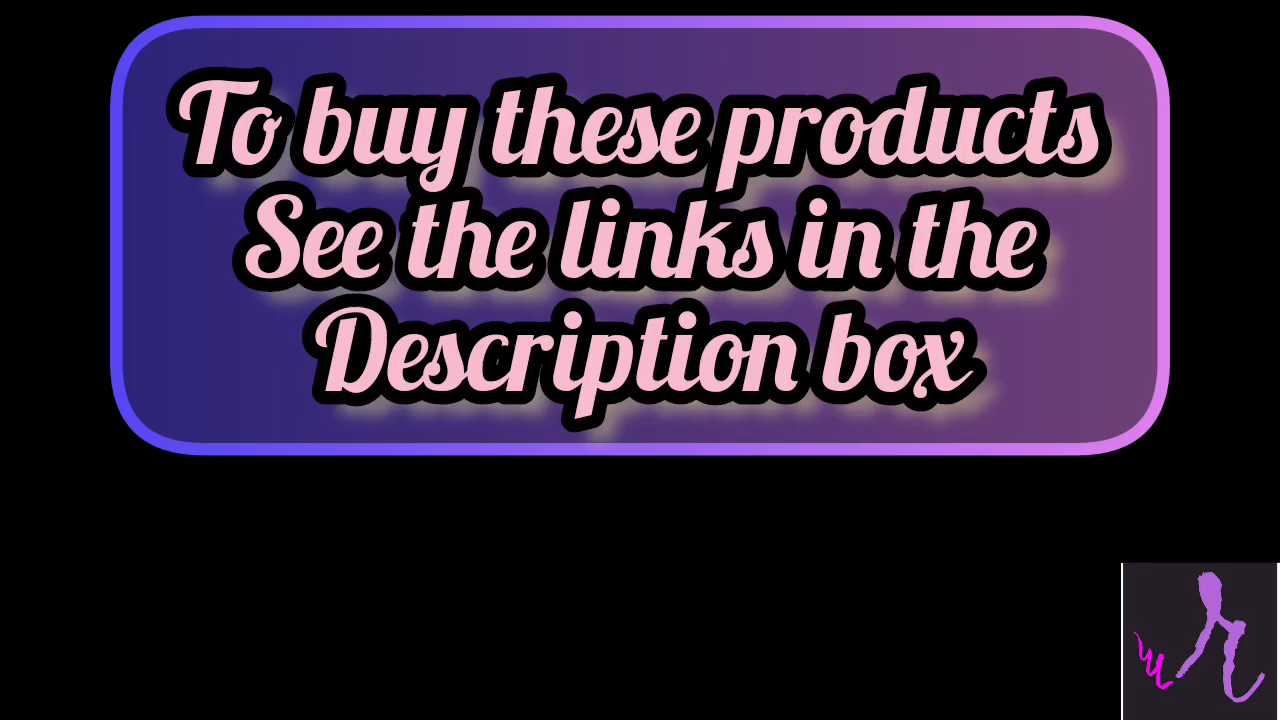 To buy these products
See the links in the
Description box